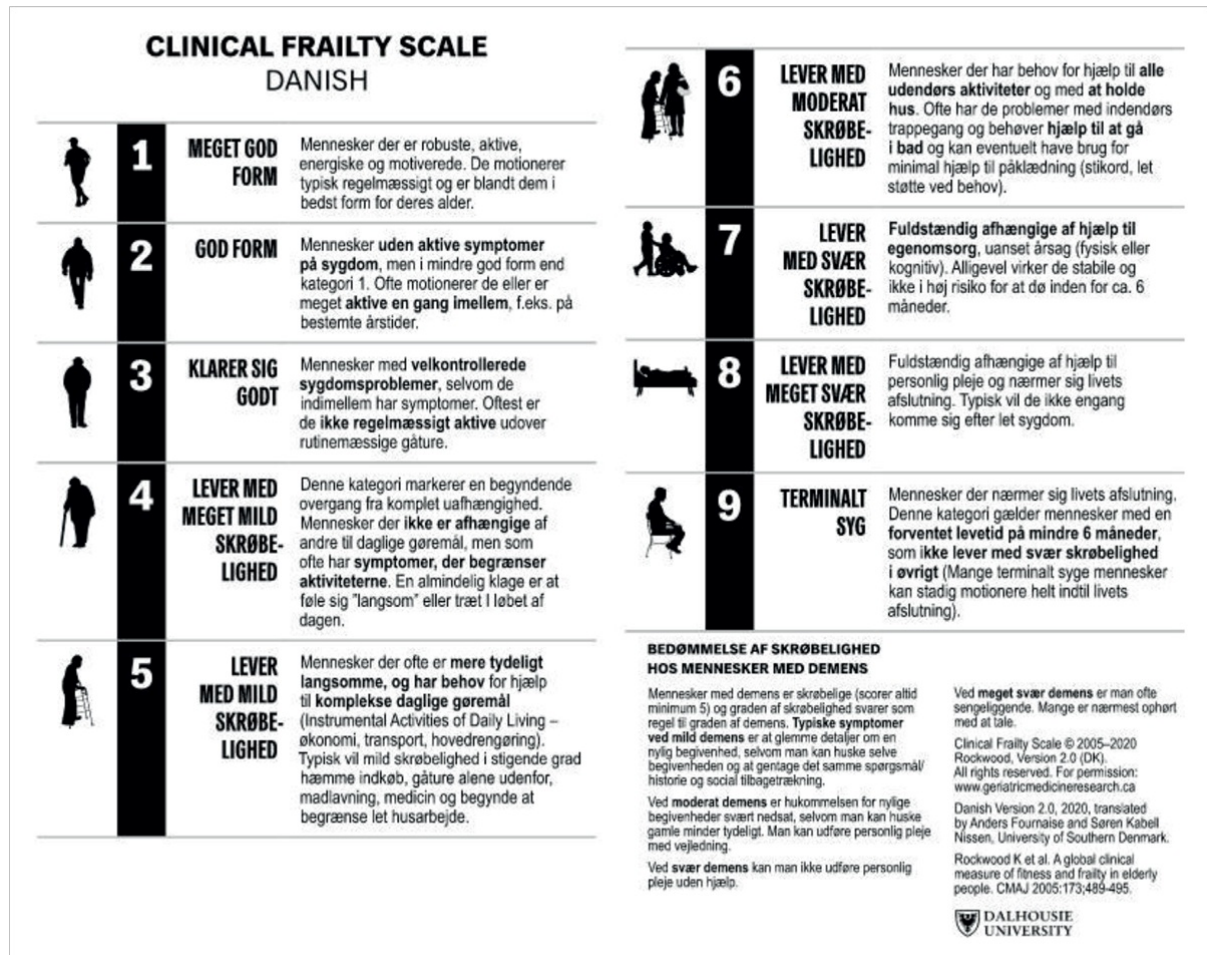 CLINICAL FRAILTY SCALE
DANISH
1
MEGET GOD
FORM
Mennesker der er robuste, aktive,
energiske og motiverede. De motionerer
typisk regelmæssigt og er blandt dem i
bedst form for deres alder.
2
GOD FORM
Mennesker uden aktive symptomer
på sygdom, men i mindre god form end
kategori 1. Ofte motionerer de eller er
meget aktive en gang imellem, f.eks. på
bestemte årstider.
3
KLARER SIG
GODT
Mennesker med velkontrollerede
sygdomsproblemer, selvom de
indimellem har symptomer. Oftest er
de ikke regelmæssigt aktive udover
rutinemæssige gåture.
4
LEVER MED
MEGET MILD
SKRØBE-
LIGHED
Denne kategori markerer en begyndende
overgang fra komplet uafhængighed.
Mennesker der ikke er afhængige af
andre til daglige gøremål, men som
ofte har symptomer, der begrænser
aktiviteterne. En almindelig klage er at
føle sig "langsom" eller træt I løbet af
dagen.
5
LEVER
MED MILD
SKRØBE-
LIGHED
Mennesker der ofte er mere tydeligt
langsomme, og har behov for hjælp
til komplekse daglige gøremål
(Instrumental Activities of Daily Living –
økonomi, transport, hovedrengøring).
Typisk vil mild skrøbelighed i stigende grad
hæmme indkøb, gåture alene udenfor,
madlavning, medicin og begynde at
begrænse let husarbejde.
6
LEVER MED
MODERAT
SKRØBE-
LIGHED
Mennesker der har behov for hjælp til alle
udendørs aktiviteter og med at holde
hus. Ofte har de problemer med indendørs
trappegang og behøver hjælp til at gå
i bad og kan eventuelt have brug for
minimal hjælp til påklædning (stikord, let
støtte ved behov).
7
LEVER
MED SVÆR
SKRØBE-
LIGHED
Fuldstændig afhængige af hjælp til
egenomsorg, uanset årsag (fysisk eller
kognitiv). Alligevel virker de stabile og
ikke i høj risiko for at dø inden for ca. 6
måneder.
8
LEVER MED
MEGET SVÆR
SKRØBE-
LIGHED
Fuldstændig afhængige af hjælp til
personlig pleje og nærmer sig livets
afslutning. Typisk vil de ikke engang
komme sig efter let sygdom.
9
TERMINALT
SYG
Mennesker der nærmer sig livets afslutning.
Denne kategori gælder mennesker med en
forventet levetid på mindre 6 måneder,
som ikke lever med svær skrøbelighed
i øvrigt (Mange terminalt syge mennesker
kan stadig motionere helt indtil livets
afslutning).
BEDØMMELSE AF SKRØBELIGHED
HOS MENNESKER MED DEMENS
Mennesker med demens er skrøbelige (scorer altid
minimum 5) og graden af skrøbelighed svarer som
regel til graden af demens. Typiske symptomer
ved mild demens er at glemme detaljer om en
nylig begivenhed, selvom man kan huske selve
begivenheden og at gentage det samme spørgsmål/
historie og social tilbagetrækning.
Ved moderat demens er hukommelsen for nylige
begivenheder svært nedsat, selvom man kan huske
gamle minder tydeligt. Man kan udføre personlig pleje
med vejledning.
Ved svær demens kan man ikke udføre personlig
pleje uden hjælp.
Ved meget svær demens er man ofte
sengeliggende. Mange er nærmest ophørt
med at tale.
Clinical Frailty Scale © 2005–2020
Rockwood, Version 2.0 (DK).
All rights reserved. For permission:
www.geriatricmedicineresearch.ca
Danish Version 2.0, 2020, translated
by Anders Fournaise and Søren Kabell
Nissen, University of Southern Denmark.
Rockwood K et al. A global clinical
measure of fitness and frailty in elderly
people. CMAJ 2005:173;489-495.
DALHOUSIE
UNIVERSITY